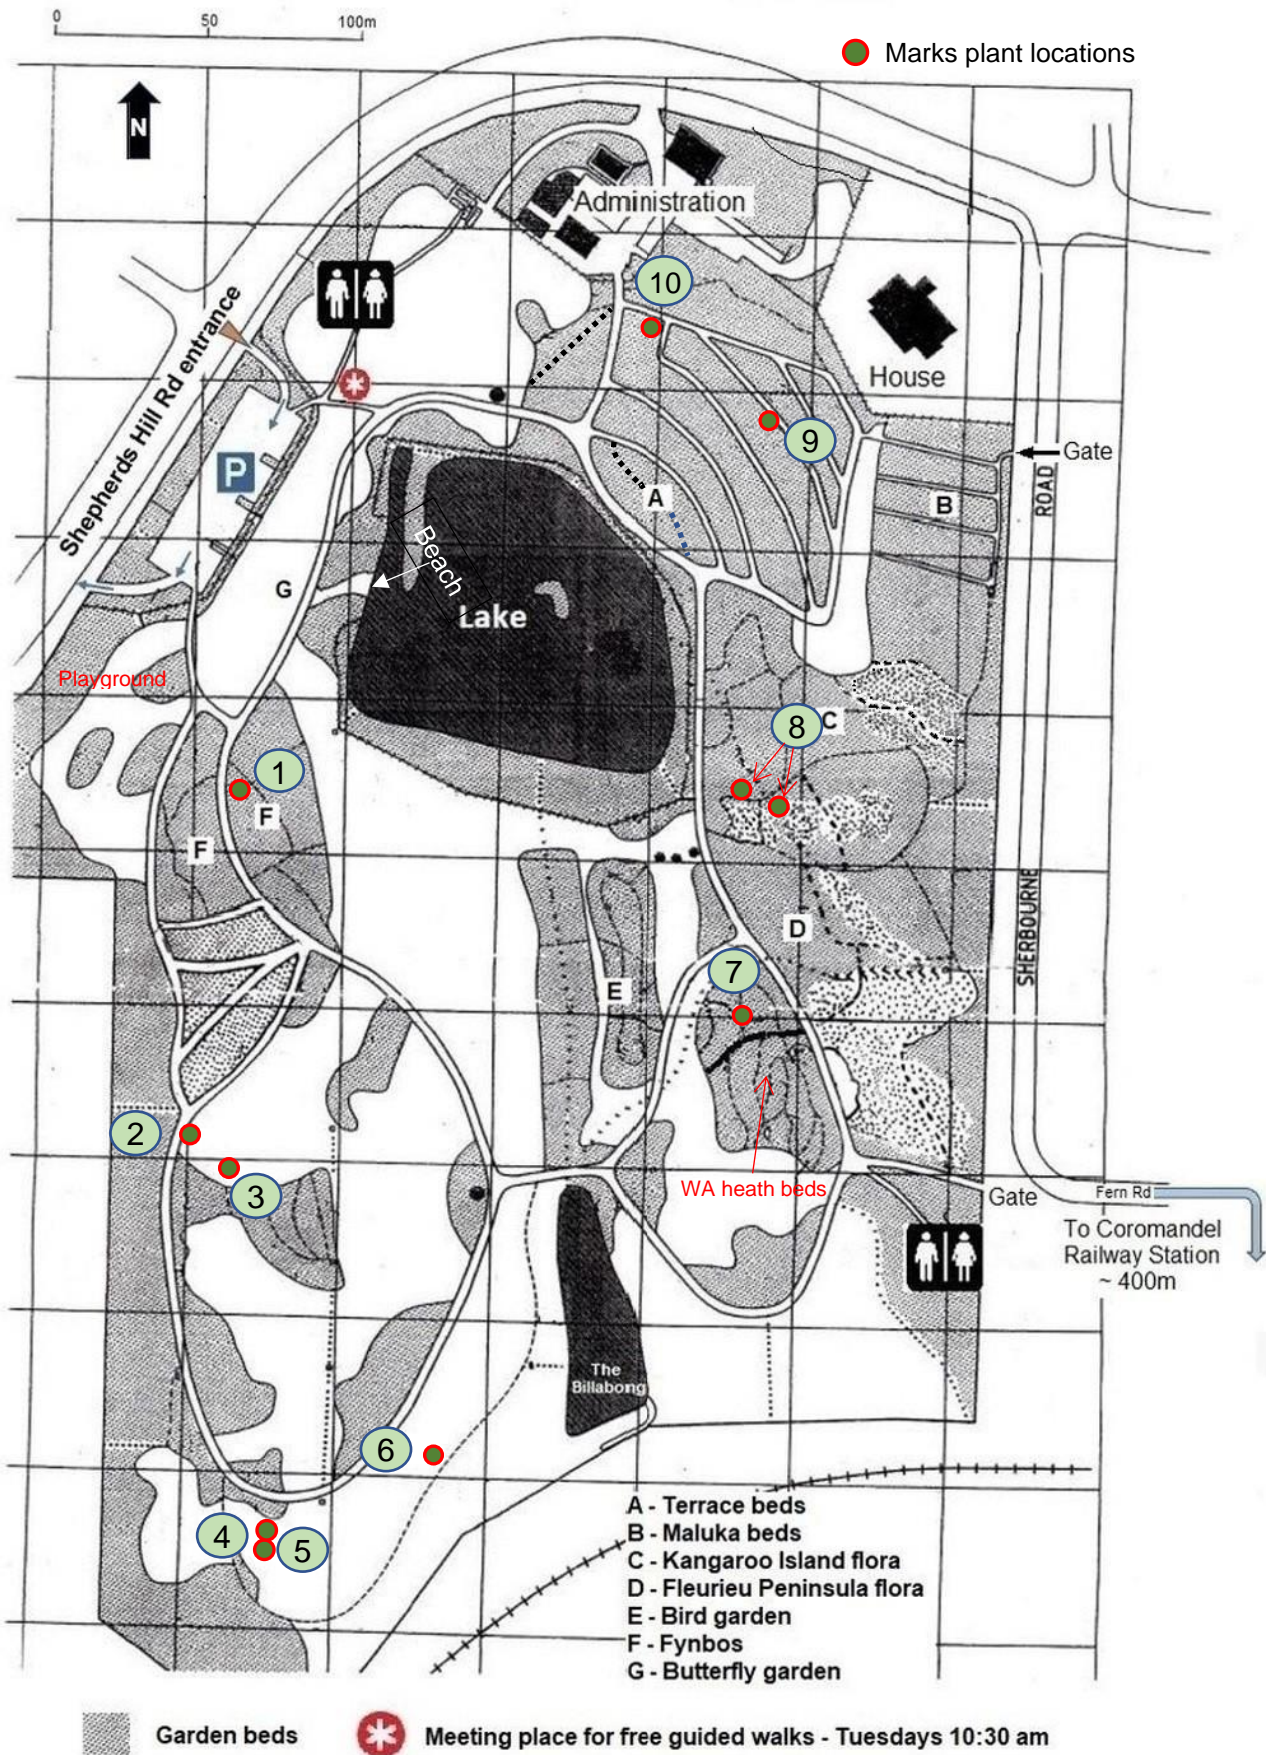 0 50 100m
Marks plant locations
N
Administration
10
Shepherds Hill Rd entrance
House
9
Gate
P
A
B
ROAD
Beach
G
Lake
Playground
8
C
1
F
F
SHERBOURNE
D
7
E
2
3
WA heath beds
Gate
Fern Rd
To Coromandel
Railway Station
~ 400m
The
Billabong
6
4
5
A - Terrace beds
B - Maluka beds
C - Kangaroo Island flora
D - Fleurieu Peninsula flora
E - Bird garden
F - Fynbos
G - Butterfly garden
Garden beds
Meeting place for free guided walks - Tuesdays 10:30 am